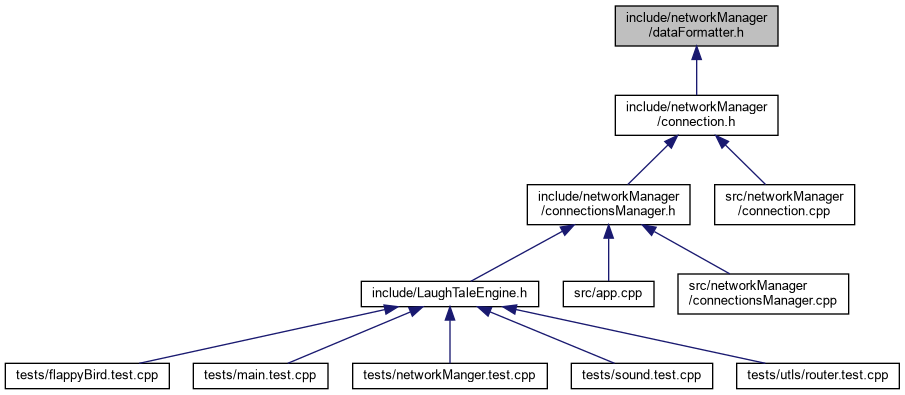 include/networkManager
/dataFormatter.h
include/networkManager
/connection.h
include/networkManager
/connectionsManager.h
src/networkManager
/connection.cpp
include/LaughTaleEngine.h
src/app.cpp
src/networkManager
/connectionsManager.cpp
tests/flappyBird.test.cpp
tests/main.test.cpp
tests/networkManger.test.cpp
tests/sound.test.cpp
tests/utls/router.test.cpp